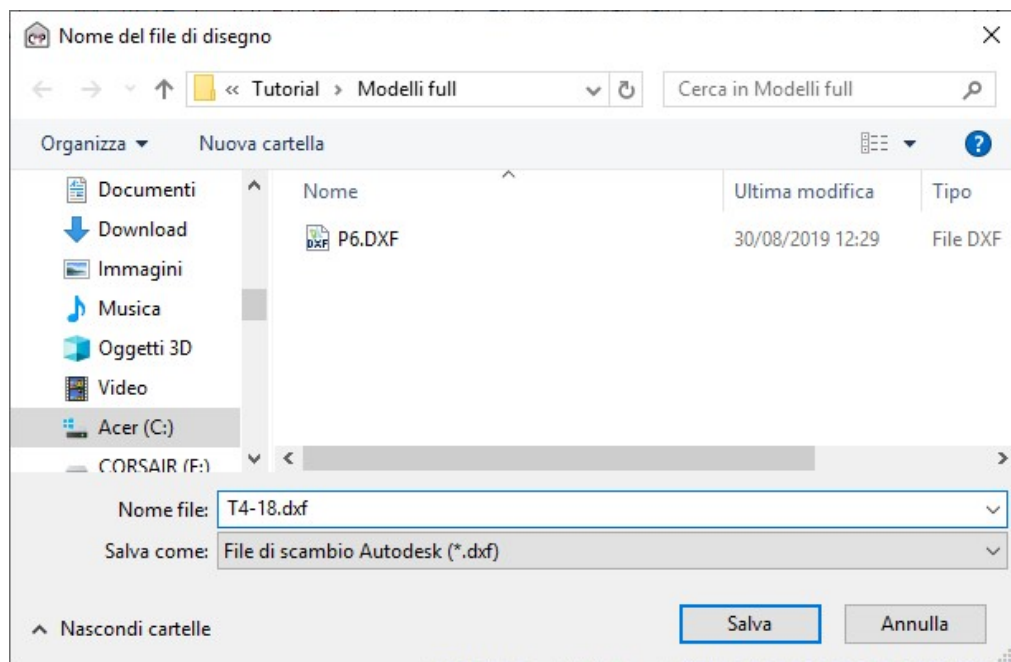 Nome del file di disegno
« Tutorial › Modelli full
Cerca in Modelli full
Organizza
Nuova cartella
?
Documenti
Download
Immagini
Musica
Oggetti 3D
Video
Acer (C:)
CORSAIR (F:)
Nome Ultima modifica Tipo
DXF P6.DXF 30/08/2019 12:29 File DXF
Nome file: T4-18.dxf
Salva come: File di scambio Autodesk (*.dxf)
Nascondi cartelle
Salva
Annulla